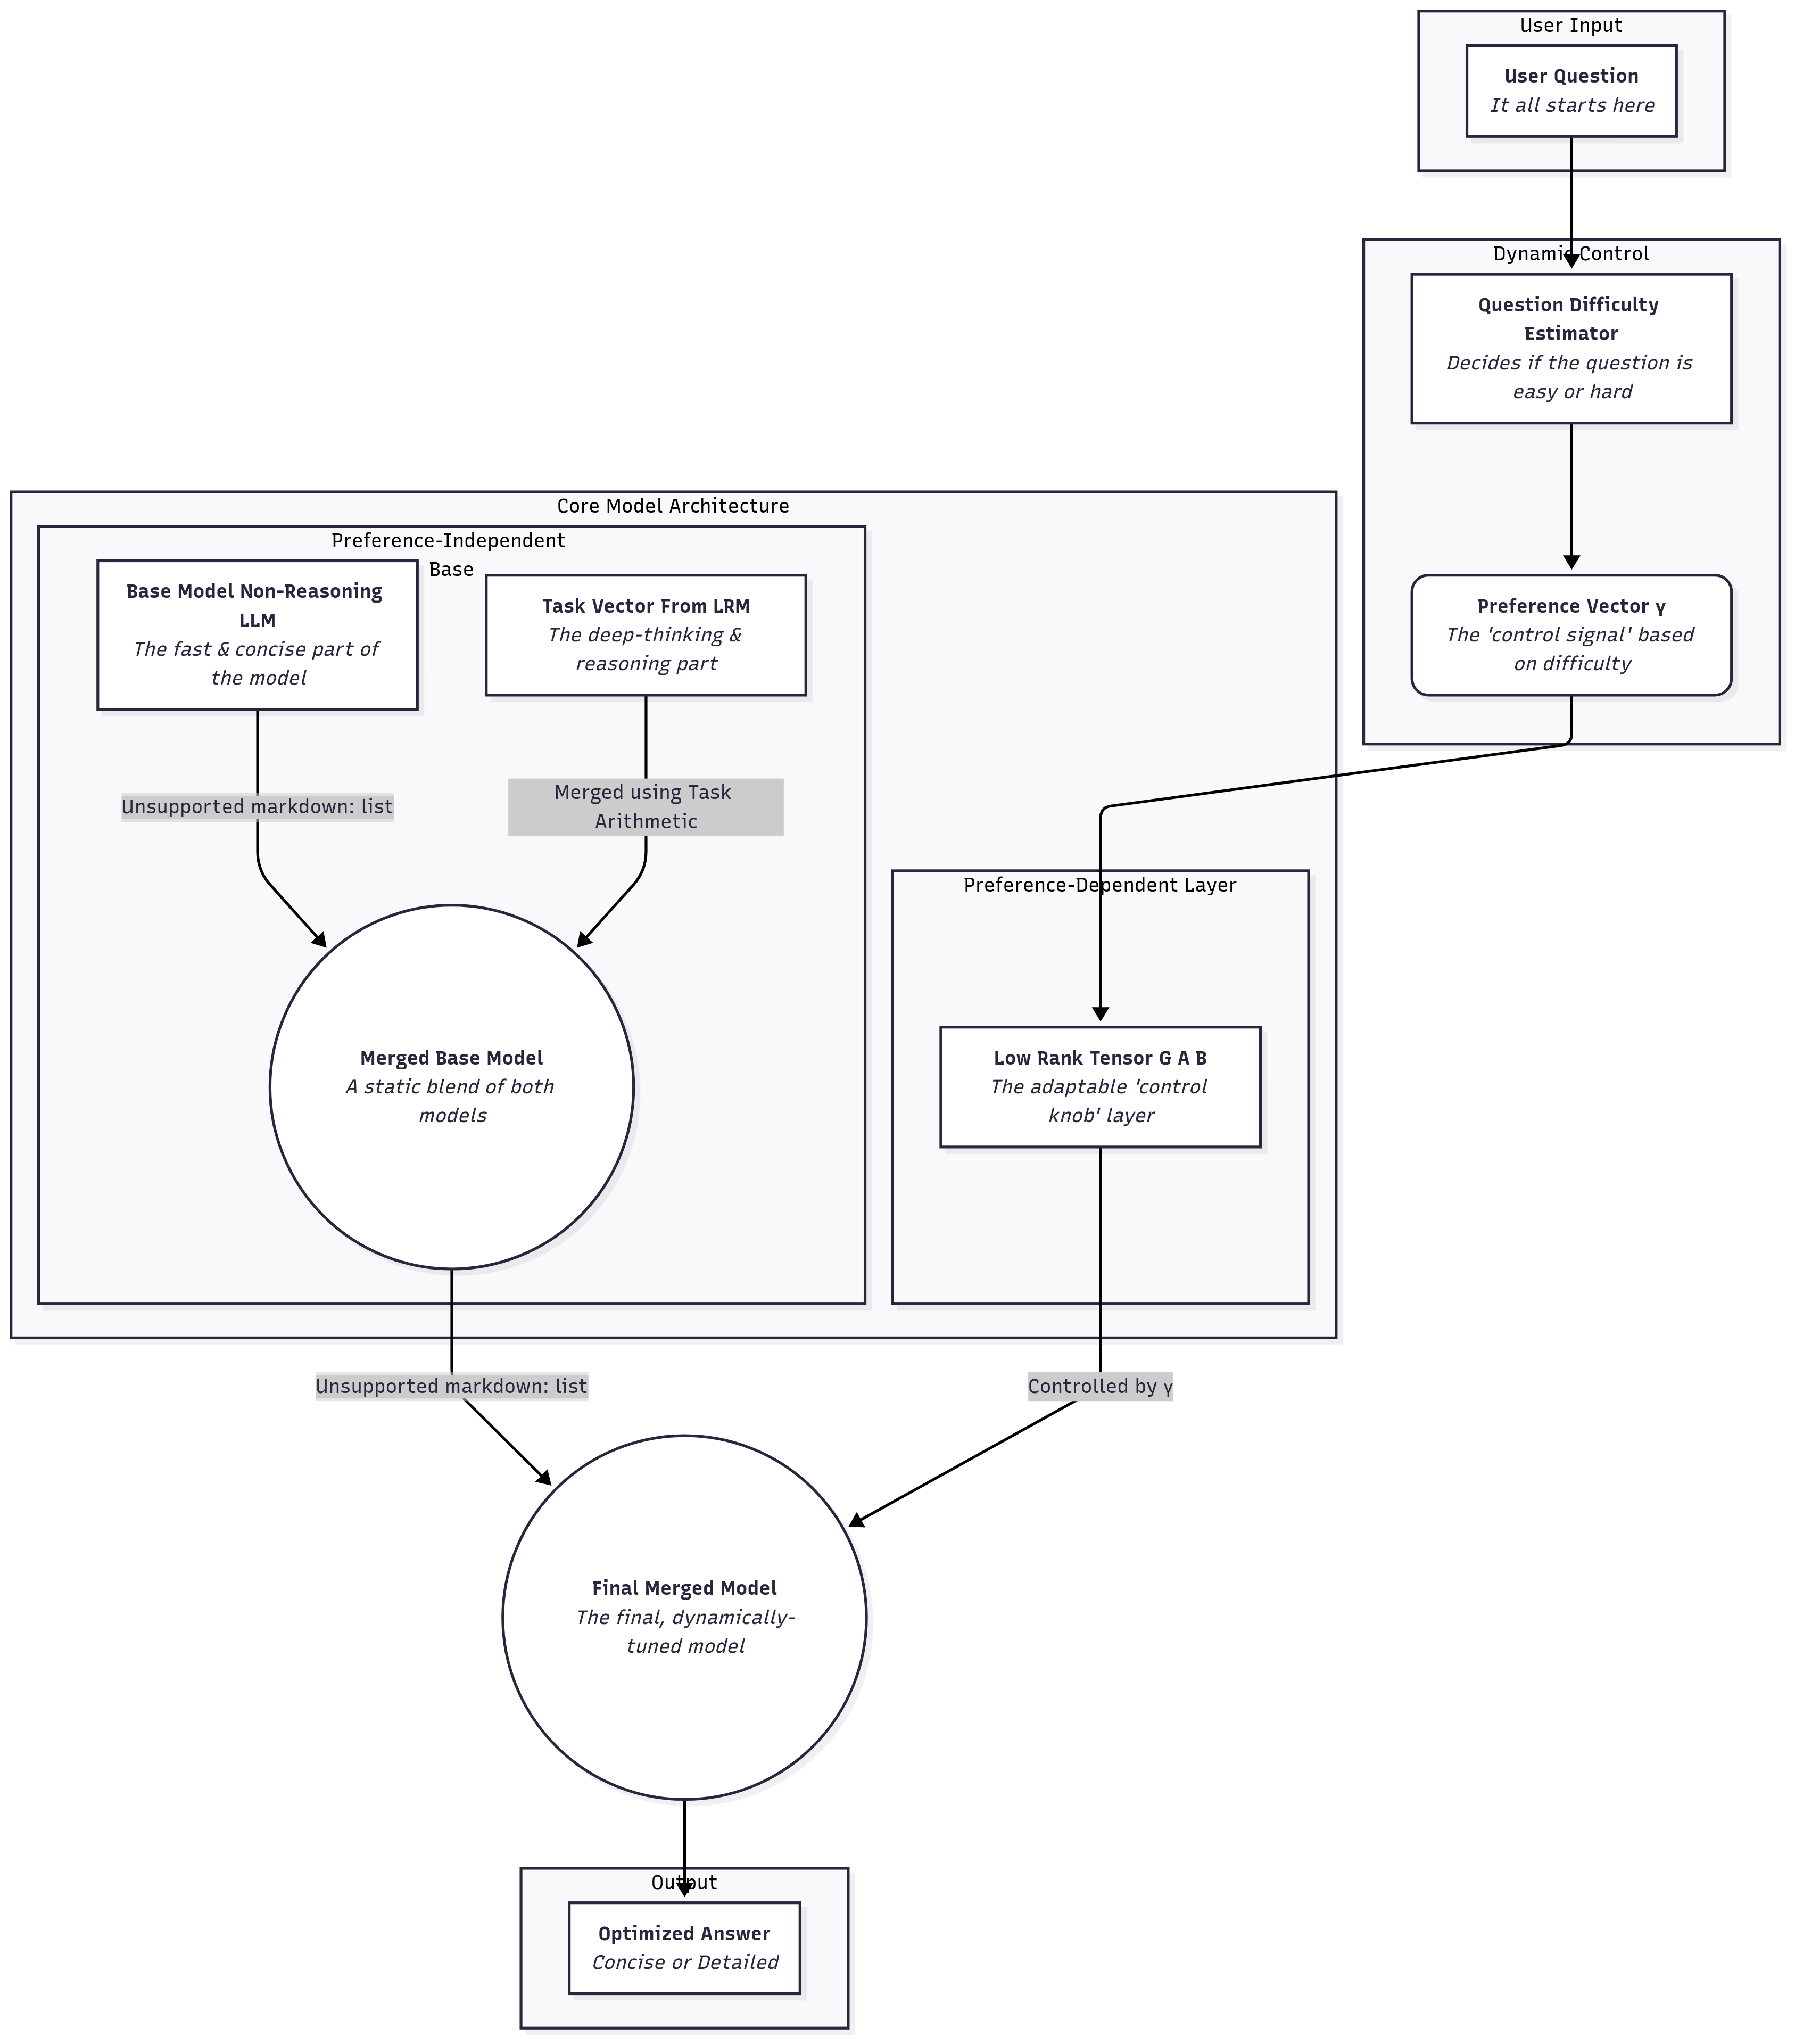 User Input
User Question
It all starts here
Dynamic Control
Question Difficulty
Estimator
Decides if the question is
easy or hard
Preference Vector γ
The 'control signal' based
on difficulty
Core Model Architecture
Preference-Independent
Base
Base Model Non-Reasoning
LLM
The fast & concise part of
the model
Task Vector From LRM
The deep-thinking &
reasoning part
Unsupported markdown: list
Merged using Task
Arithmetic
Merged Base Model
A static blend of both
models
Preference-Dependent Layer
Low Rank Tensor G A B
The adaptable 'control
knob' layer
Unsupported markdown: list
Controlled by γ
Final Merged Model
The final, dynamically-
tuned model
Output
Optimized Answer
Concise or Detailed